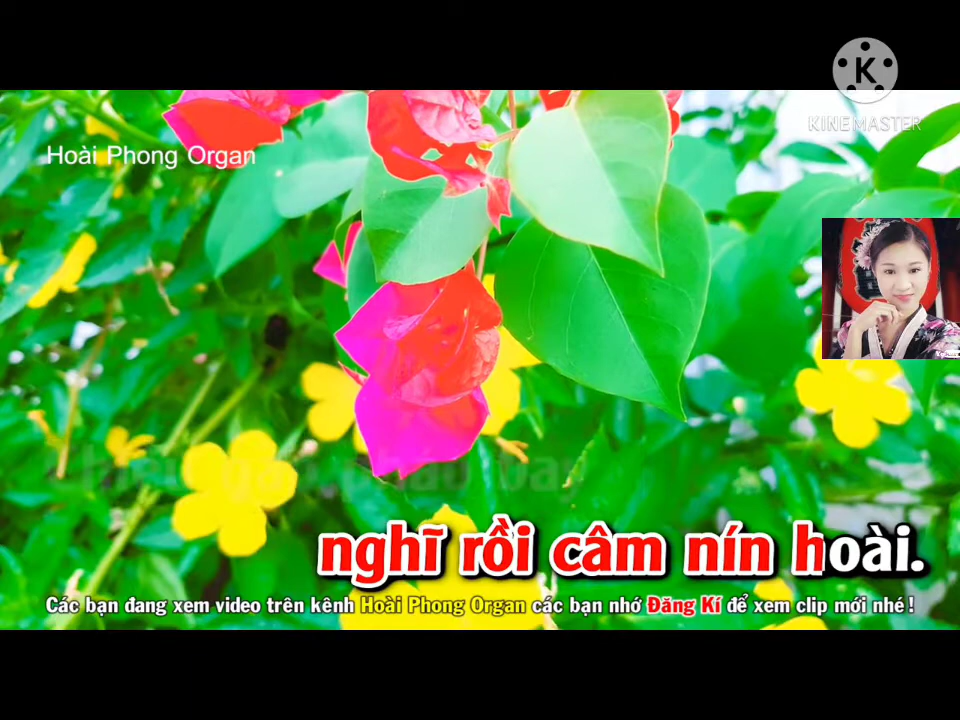 K
KINEMASTER
Hoài Phong Organ
nghĩ rồi câm nín hoài.
Các bạn đang xem video trên kênh Hoài Phong Organ các bạn nhớ Đăng Kí để xem clip mới nhé !